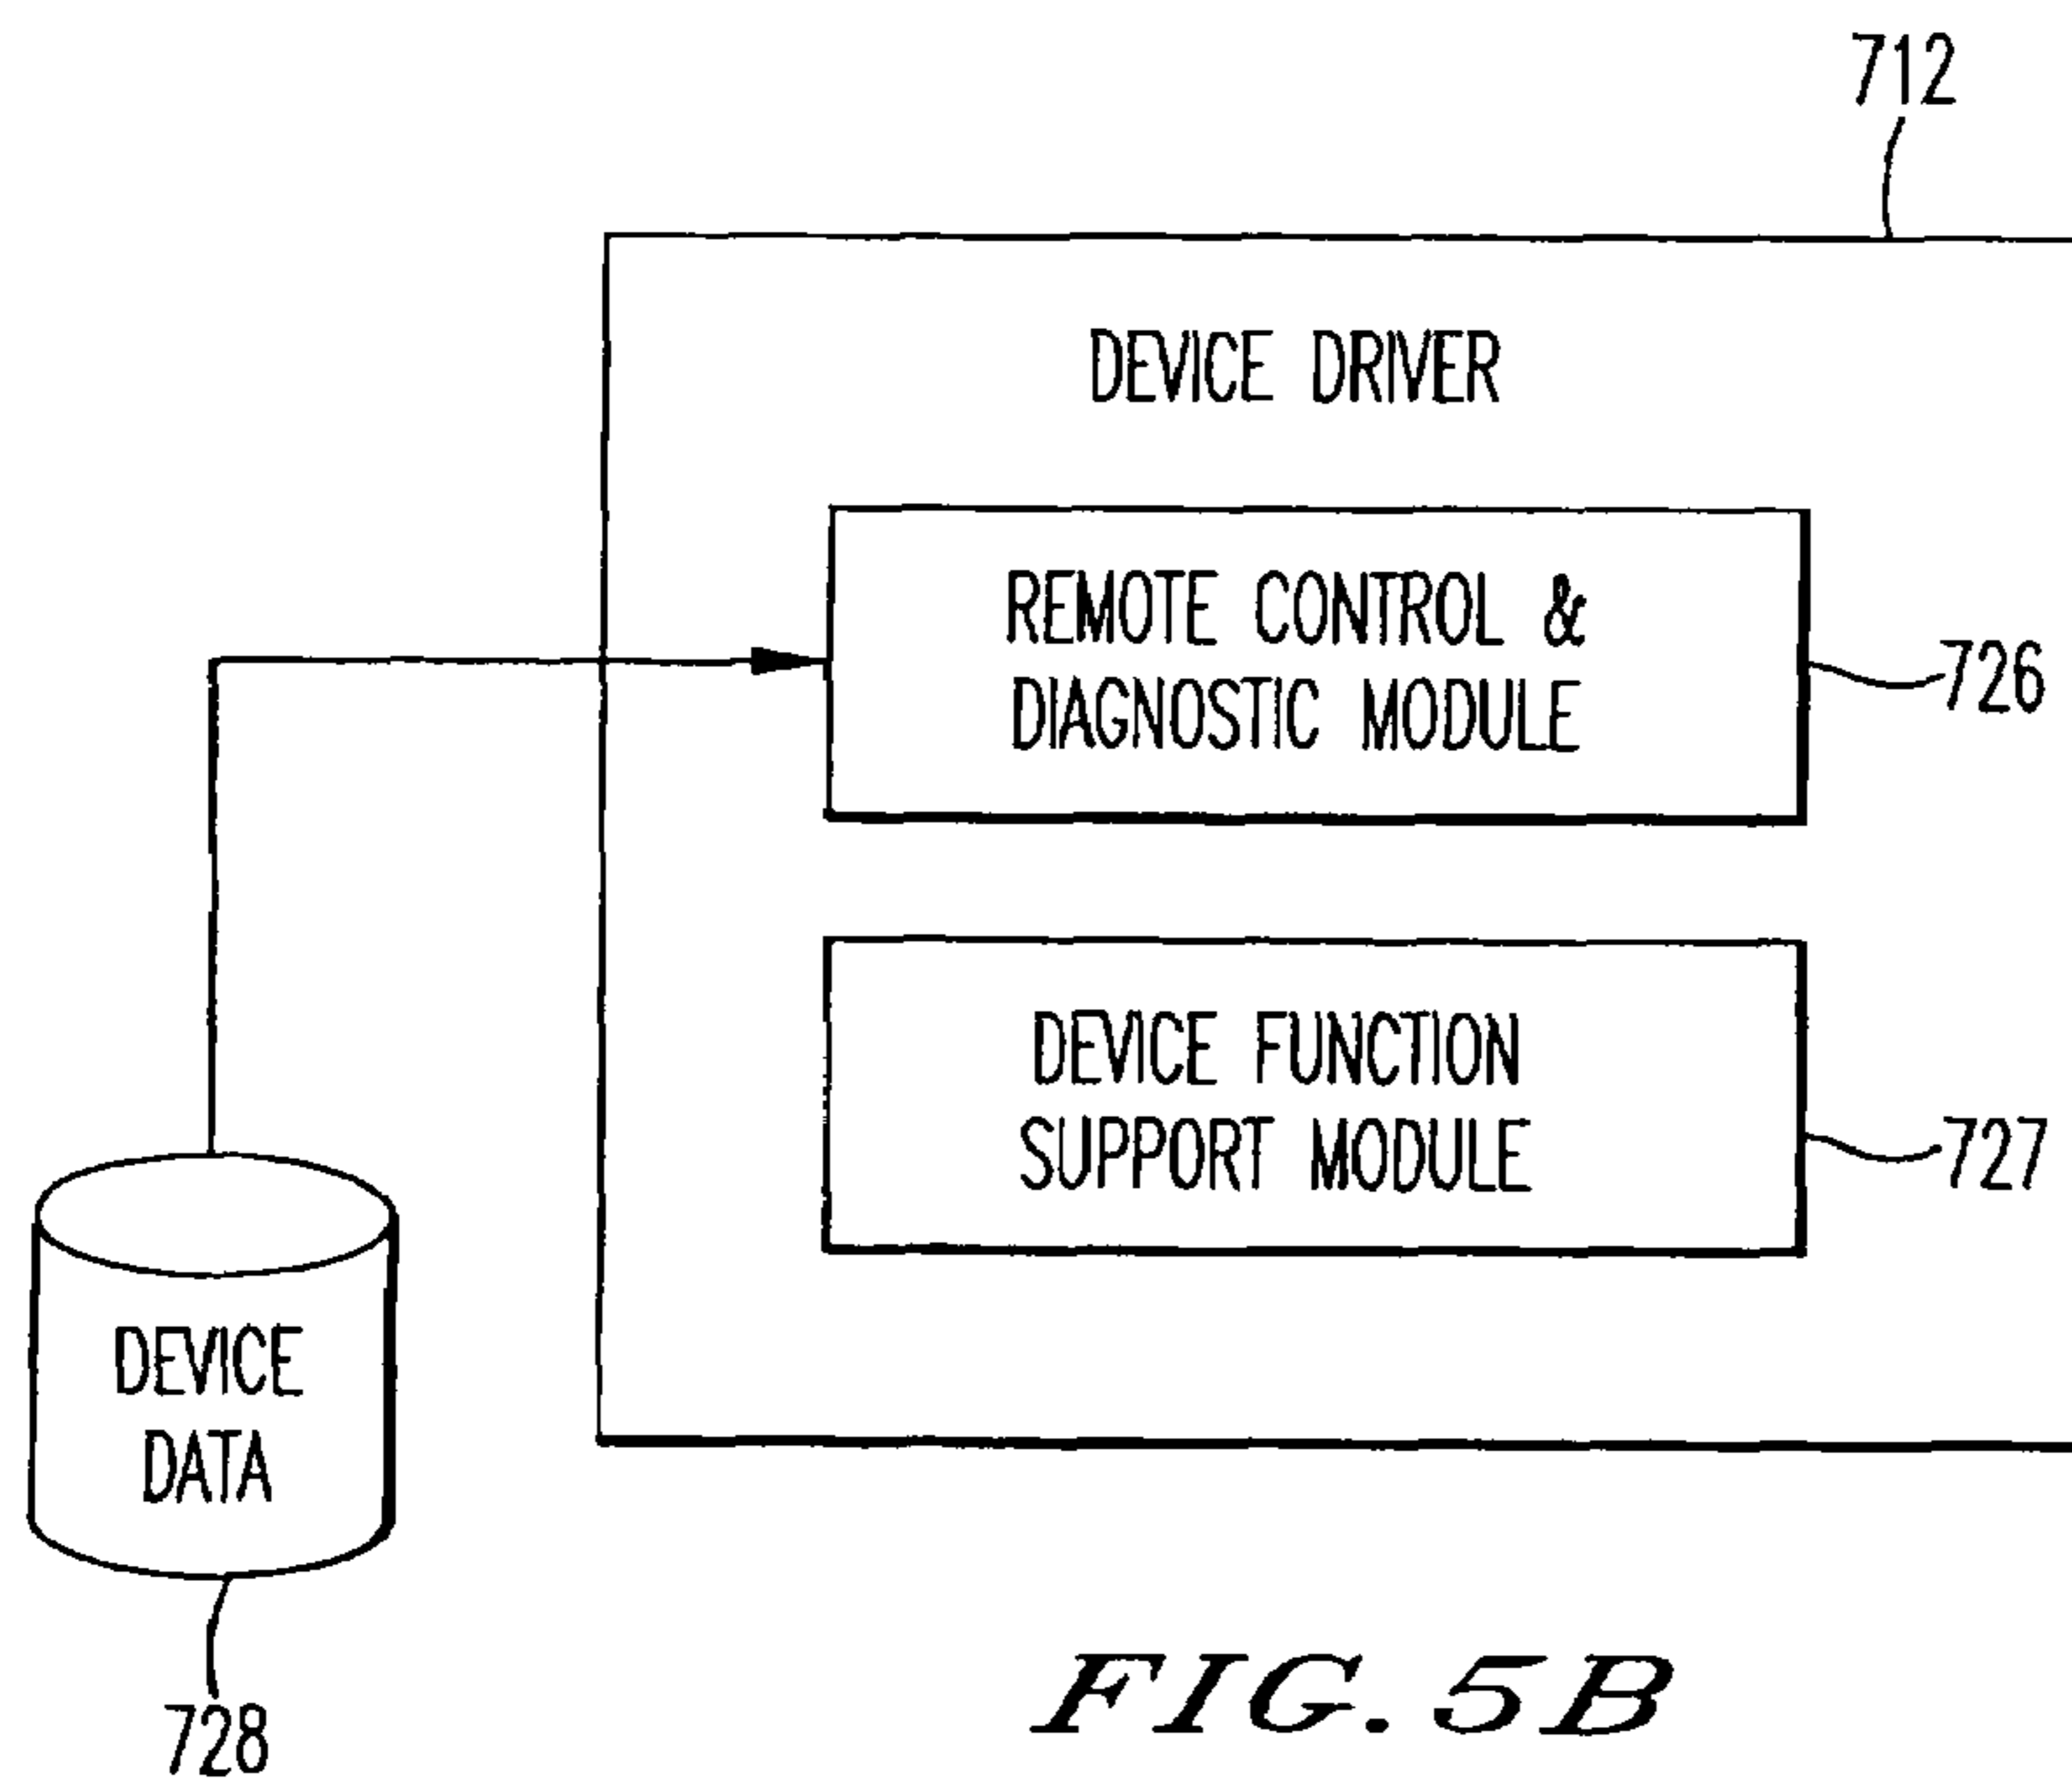 712
DEVICE DRIVER
REMOTE CONTROL &
DIAGNOSTIC MODULE
726
DEVICE FUNCTION
SUPPORT MODULE
727
DEVICE
DATA
728
FIG. 5B